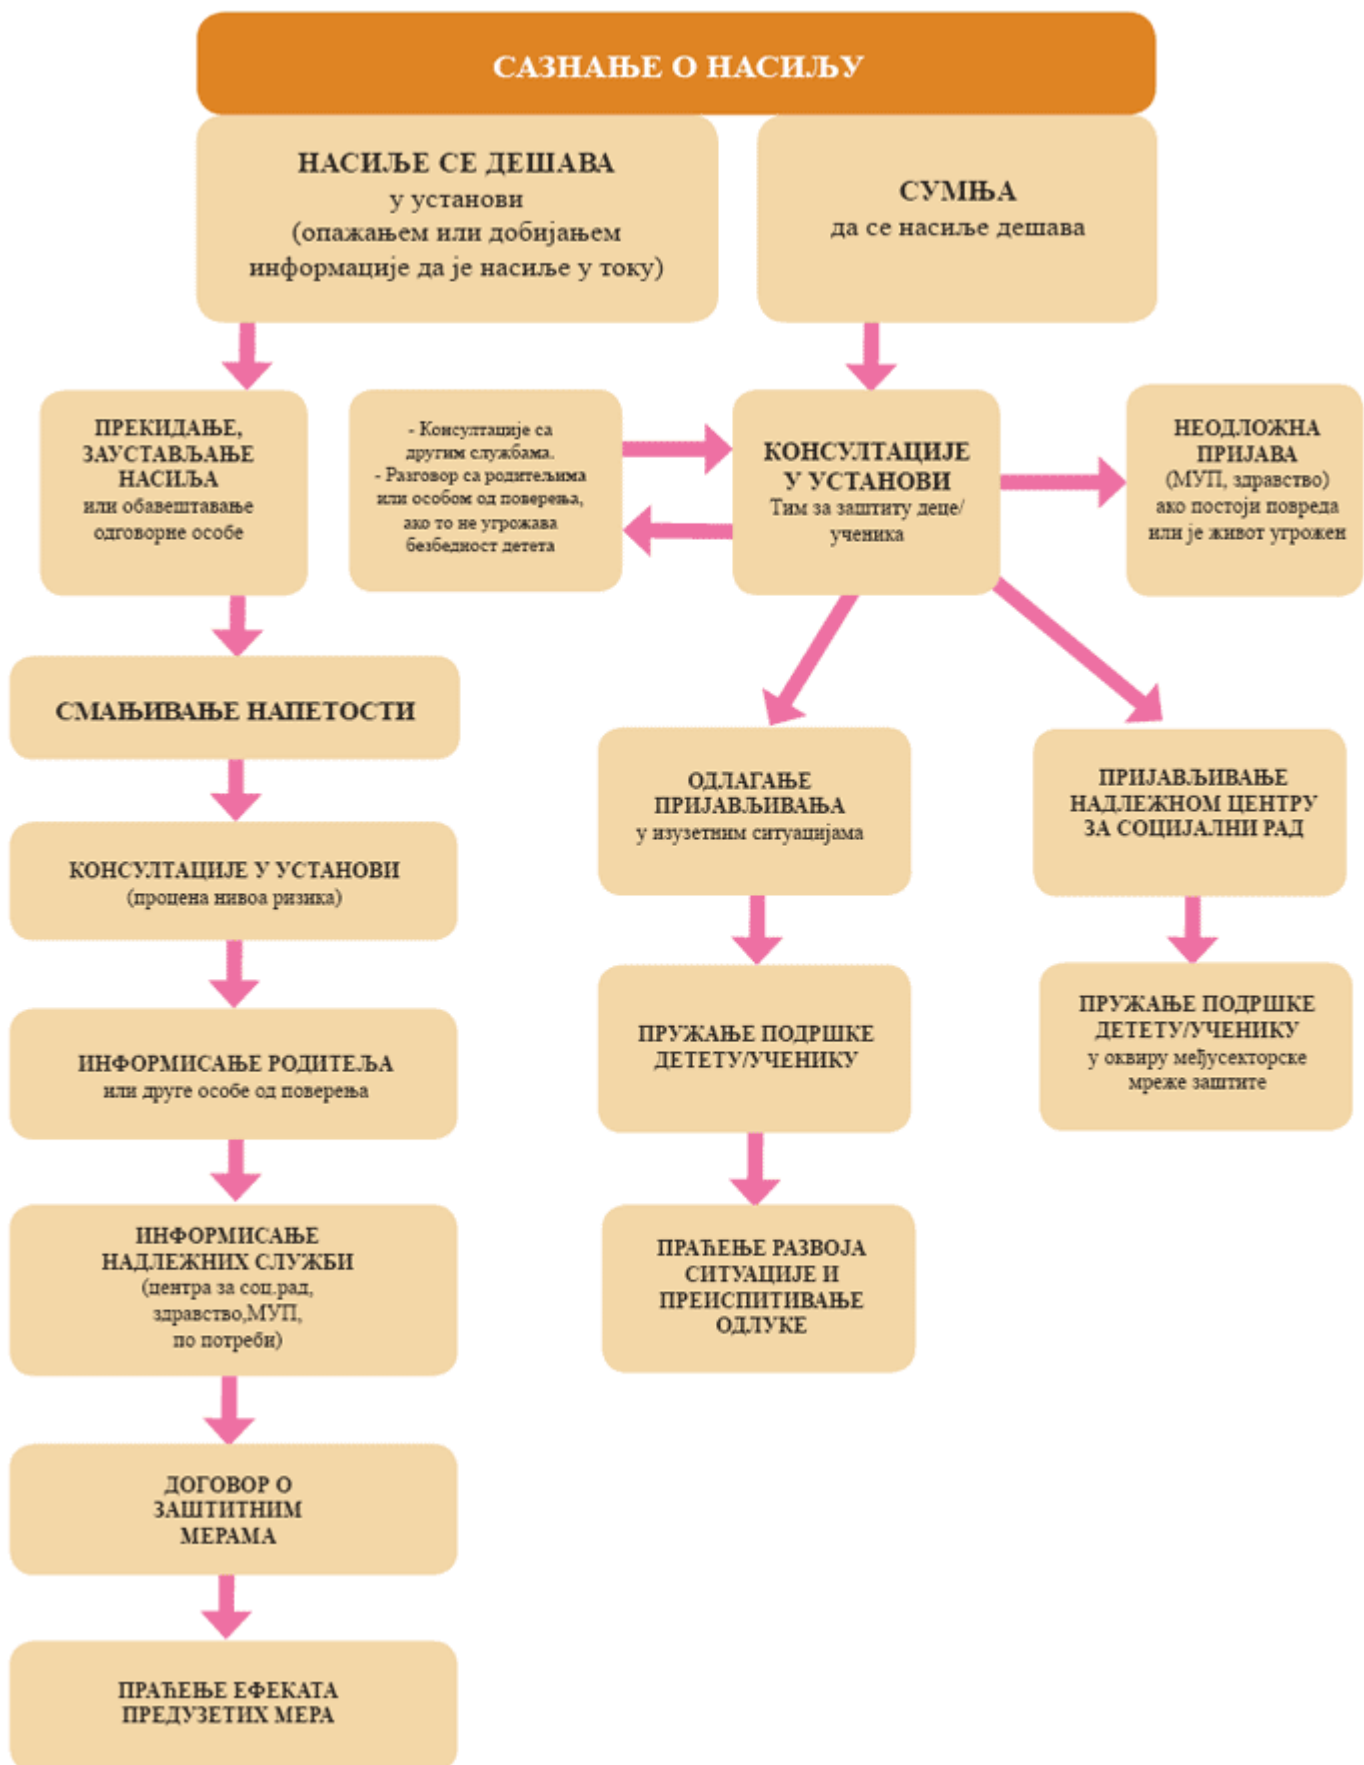 САЗНАЊЕ О НАСИЉУ
НАСИЉЕ СЕ ДЕШАВА
у установи
(опажањем или добијањем
информације да је насиље у току)
СУМЊА
да се насиље дешава
ПРЕКИДАЊЕ,
ЗАУСТАВЉАЊЕ
НАСИЉА
или обавештавање
одговорне особе
- Консултације са
другим службама.
- Разговор са родитељима
или особом од поверења,
ако то не угрожава
безбедност детета
КОНСУЛТАЦИЈЕ
У УСТАНОВИ
Тим за заштиту деце/
ученика
НЕОДЛОЖНА
ПРИЈАВА
(МУП, здравство)
ако постоји повреда
или је живот угрожен
СМАЊИВАЊЕ НАПЕТОСТИ
КОНСУЛТАЦИЈЕ У УСТАНОВИ
(процена нивоа ризика)
ИНФОРМИСАЊЕ РОДИТЕЉА
или друге особе од поверења
ИНФОРМИСАЊЕ
НАДЛЕЖНИХ СЛУЖБИ
(центра за соц.рад,
здравство,МУП,
по потреби)
ДОГОВОР О
ЗАШТИТНИМ
МЕРАМА
ПРАЋЕЊЕ ЕФЕКАТА
ПРЕДУЗЕТИХ МЕРА
ОДЛАГАЊЕ
ПРИЈАВЉИВАЊА
у изузетним ситуацијама
ПРУЖАЊЕ ПОДРШКЕ
ДЕТЕТУ/УЧЕНИКУ
ПРАЋЕЊЕ РАЗВОЈА
СИТУАЦИЈЕ И
ПРЕИСПИТИВАЊЕ
ОДЛУКЕ
ПРИЈАВЉИВАЊЕ
НАДЛЕЖНОМ ЦЕНТРУ
ЗА СОЦИЈАЛНИ РАД
ПРУЖАЊЕ ПОДРШКЕ
ДЕТЕТУ/УЧЕНИКУ
у оквиру међусекторске
мреже заштите